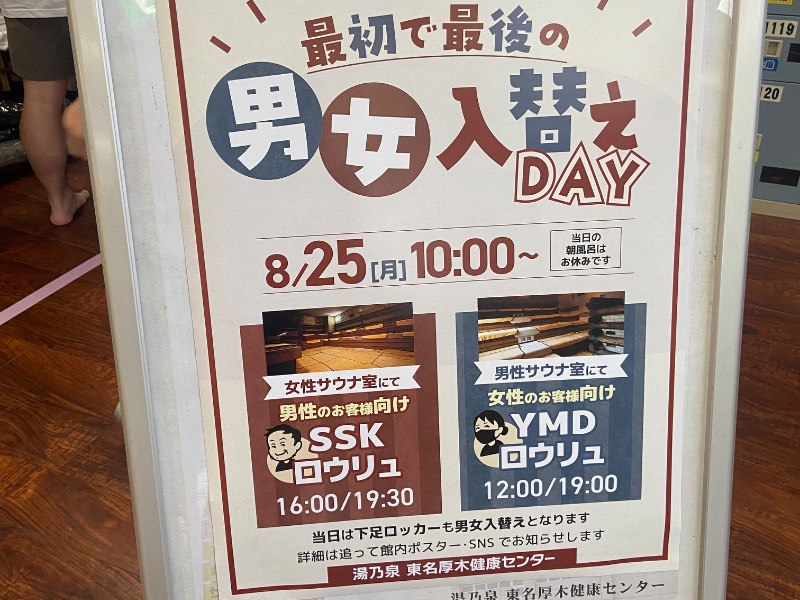 最初で最後の
男女入替え
DAY
8/25[月]10:00~
当日の
朝風呂は
お休みです
女性サウナ室にて
男性のお客様向け
SSK
ロウリュ
16:00/19:30
男性サウナ室にて
女性のお客様向け
YMD
ロウリュ
12:00/19:00
当日は下足ロッカーも男女入替えとなります
詳細は追って館内ポスター・SNSでお知らせします
湯乃泉 東名厚木健康センター
湯乃泉 東名厚木健康センター
1119